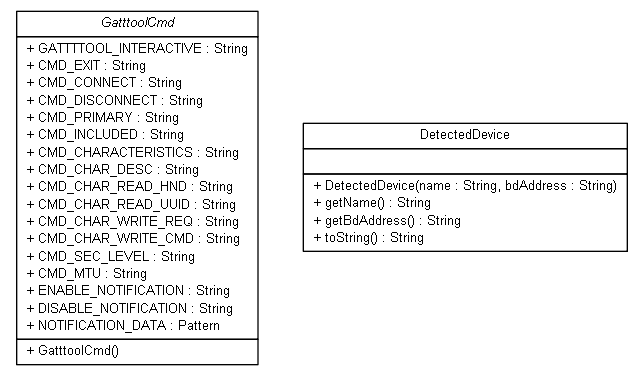 GatttoolCmd
+ GATTTTOOL_INTERACTIVE : String
+ CMD_EXIT : String
+ CMD_CONNECT : String
+ CMD_DISCONNECT : String
+ CMD_PRIMARY : String
+ CMD_INCLUDED : String
+ CMD_CHARACTERISTICS : String
+ CMD_CHAR_DESC : String
+ CMD_CHAR_READ_HND : String
+ CMD_CHAR_READ_UUID : String
+ CMD_CHAR_WRITE_REQ : String
+ CMD_CHAR_WRITE_CMD : String
+ CMD_SEC_LEVEL : String
+ CMD_MTU : String
+ ENABLE_NOTIFICATION : String
+ DISABLE_NOTIFICATION : String
+ NOTIFICATION_DATA : Pattern
+ GatttoolCmd()
DetectedDevice
+ DetectedDevice(name : String, bdAddress : String)
+ getName() : String
+ getBdAddress() : String
+ toString() : String